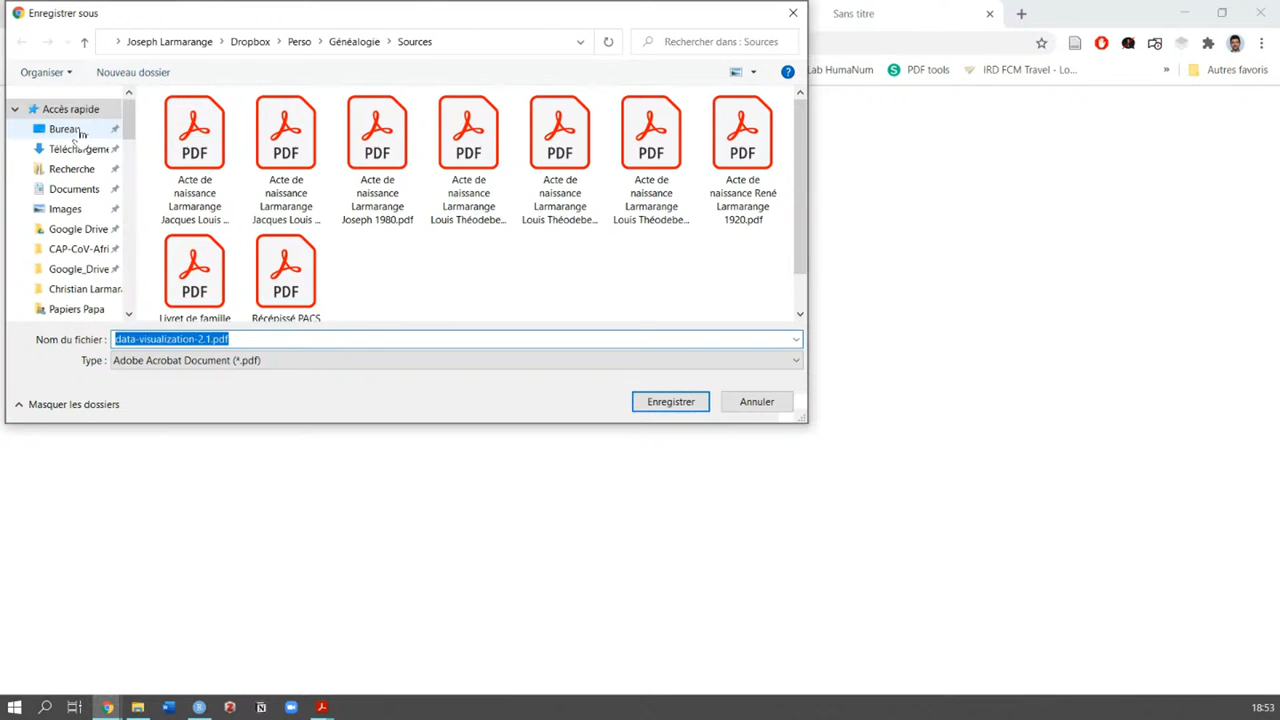 Enregistrer sous
Sans titre
Joseph Larmarange > Dropbox > Perso > Généalogie > Sources
Rechercher dans : Sources
Organiser
Nouveau dossier
Lab HumaNum
PDF tools
IRD FCM Travel - Lo...
»
Autres favoris
Accès rapide
Bureau
Téléchargeme
Recherche
Documents
Images
Google Drive
CAP-CoV-Afri
Google_Drive
Christian Larmar
Papiers Papa
PDF
Acte de
naissance
Larmarange
Jacques Louis ...
PDF
Acte de
naissance
Larmarange
Jacques Louis ...
PDF
Acte de
naissance
Larmarange
Joseph 1980.pdf
PDF
Acte de
naissance
Larmarange
Louis Théodebe...
PDF
Acte de
naissance
Larmarange
Louis Théodebe...
PDF
Acte de
naissance
Larmarange
Louis Théodebe...
PDF
Acte de
naissance René
Larmarange
1920.pdf
PDF
Livret de famille
PDF
Récépissé PACS
Nom du fichier :
data-visualization-2.1.pdf
Type :
Adobe Acrobat Document (*.pdf)
Masquer les dossiers
Enregistrer
Annuler
18:53